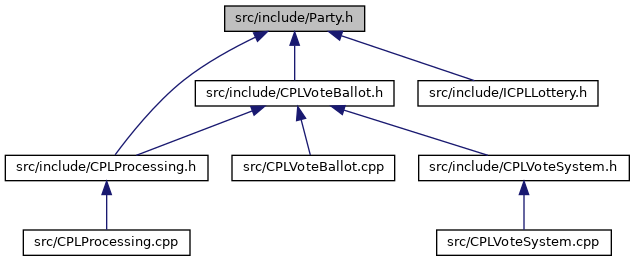 src/include/Party.h
src/include/CPLVoteBallot.h
src/include/ICPLLottery.h
src/include/CPLProcessing.h
src/CPLVoteBallot.cpp
src/include/CPLVoteSystem.h
src/CPLProcessing.cpp
src/CPLVoteSystem.cpp